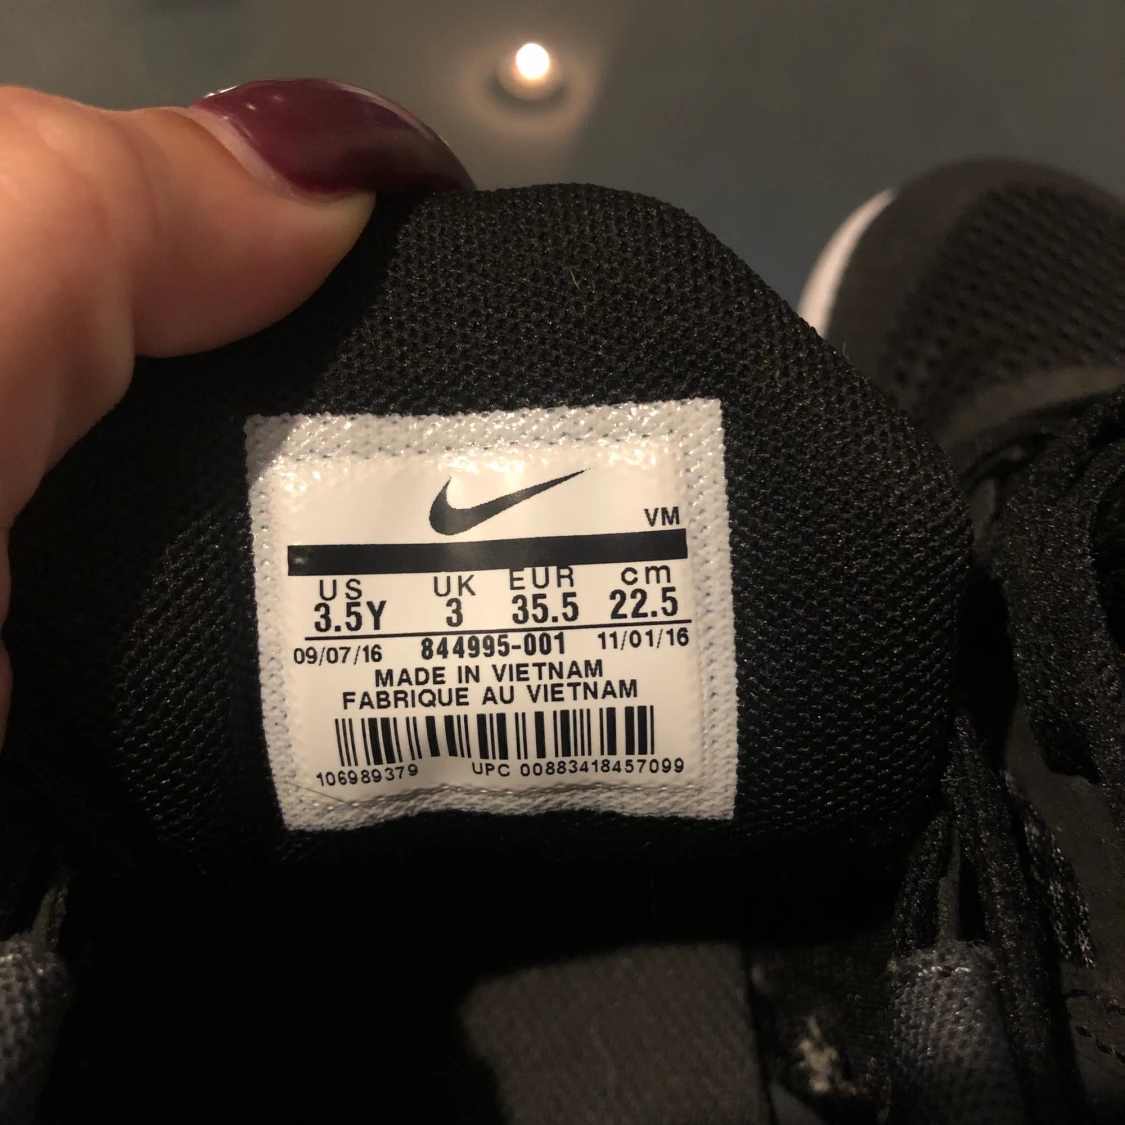 VM
US UK EUR cm
3.5Y 3 35.5 22.5
09/07/16 844995-001 11/01/16
MADE IN VIETNAM
FABRIQUE AU VIETNAM
106989379 UPC 00883418457099